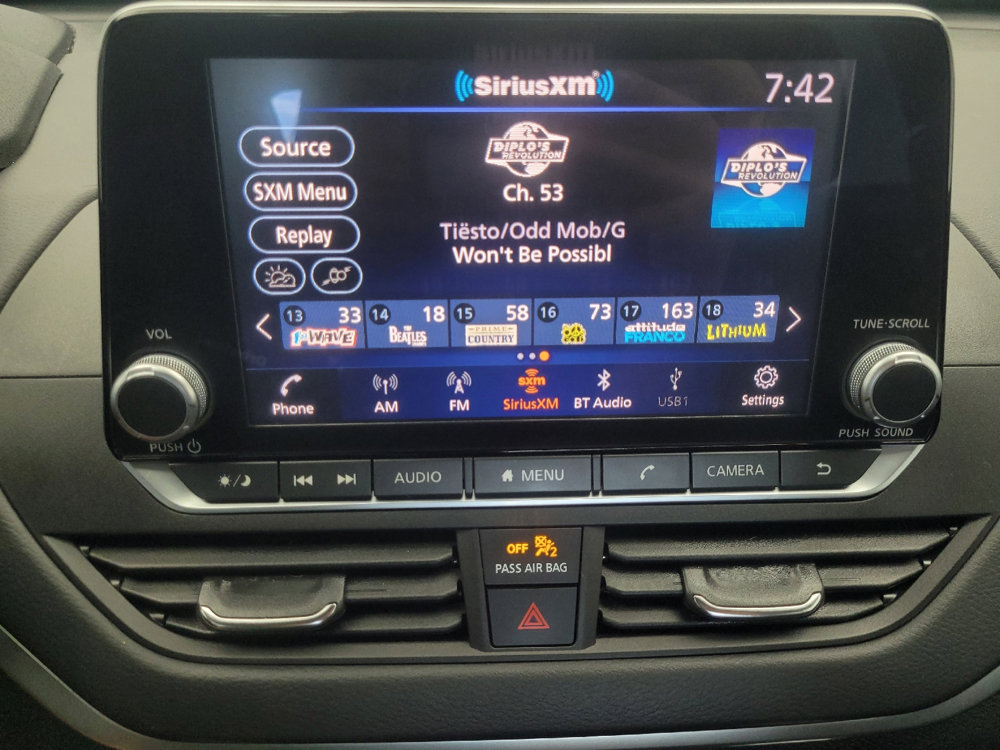 SiriusXM
7:42
Source
SXM Menu
Replay
DIPLO'S
REVOLUTION
Ch. 53
Tiësto/Odd Mob/G
Won't Be Possibl
DIPLO'S
REVOLUTION
13 33
1st WAVE
14 18
THE
BEATLES
15 58
PRIME
COUNTRY
16 73
17 163
attitude
FRANCO
18 34
LITHIUM
Phone
AM
FM
sxm
SiriusXM
BT Audio
USB1
Settings
VOL
PUSH
TUNE·SCROLL
PUSH SOUND
AUDIO
MENU
CAMERA
OFF 2
PASS AIR BAG